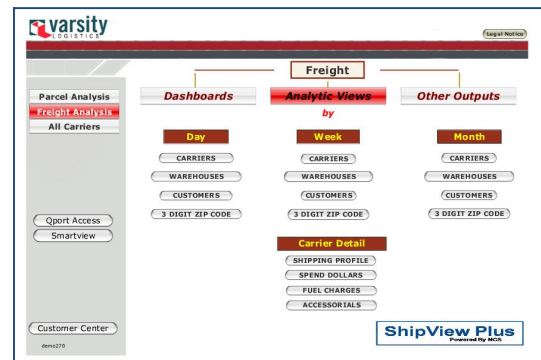 varsity
LOGISTICS
Legal Notice
Freight
Parcel Analysis
Freight Analysis
All Carriers
Dashboards
Analytic Views
Other Outputs
by
Day
Week
Month
CARRIERS
CARRIERS
CARRIERS
WAREHOUSES
WAREHOUSES
WAREHOUSES
CUSTOMERS
CUSTOMERS
CUSTOMERS
3 DIGIT ZIP CODE
3 DIGIT ZIP CODE
3 DIGIT ZIP CODE
Qport Access
Smartview
Carrier Detail
SHIPPING PROFILE
SPEND DOLLARS
FUEL CHARGES
ACCESSORIALS
Customer Center
demo270
ShipView Plus
Powered By NCS